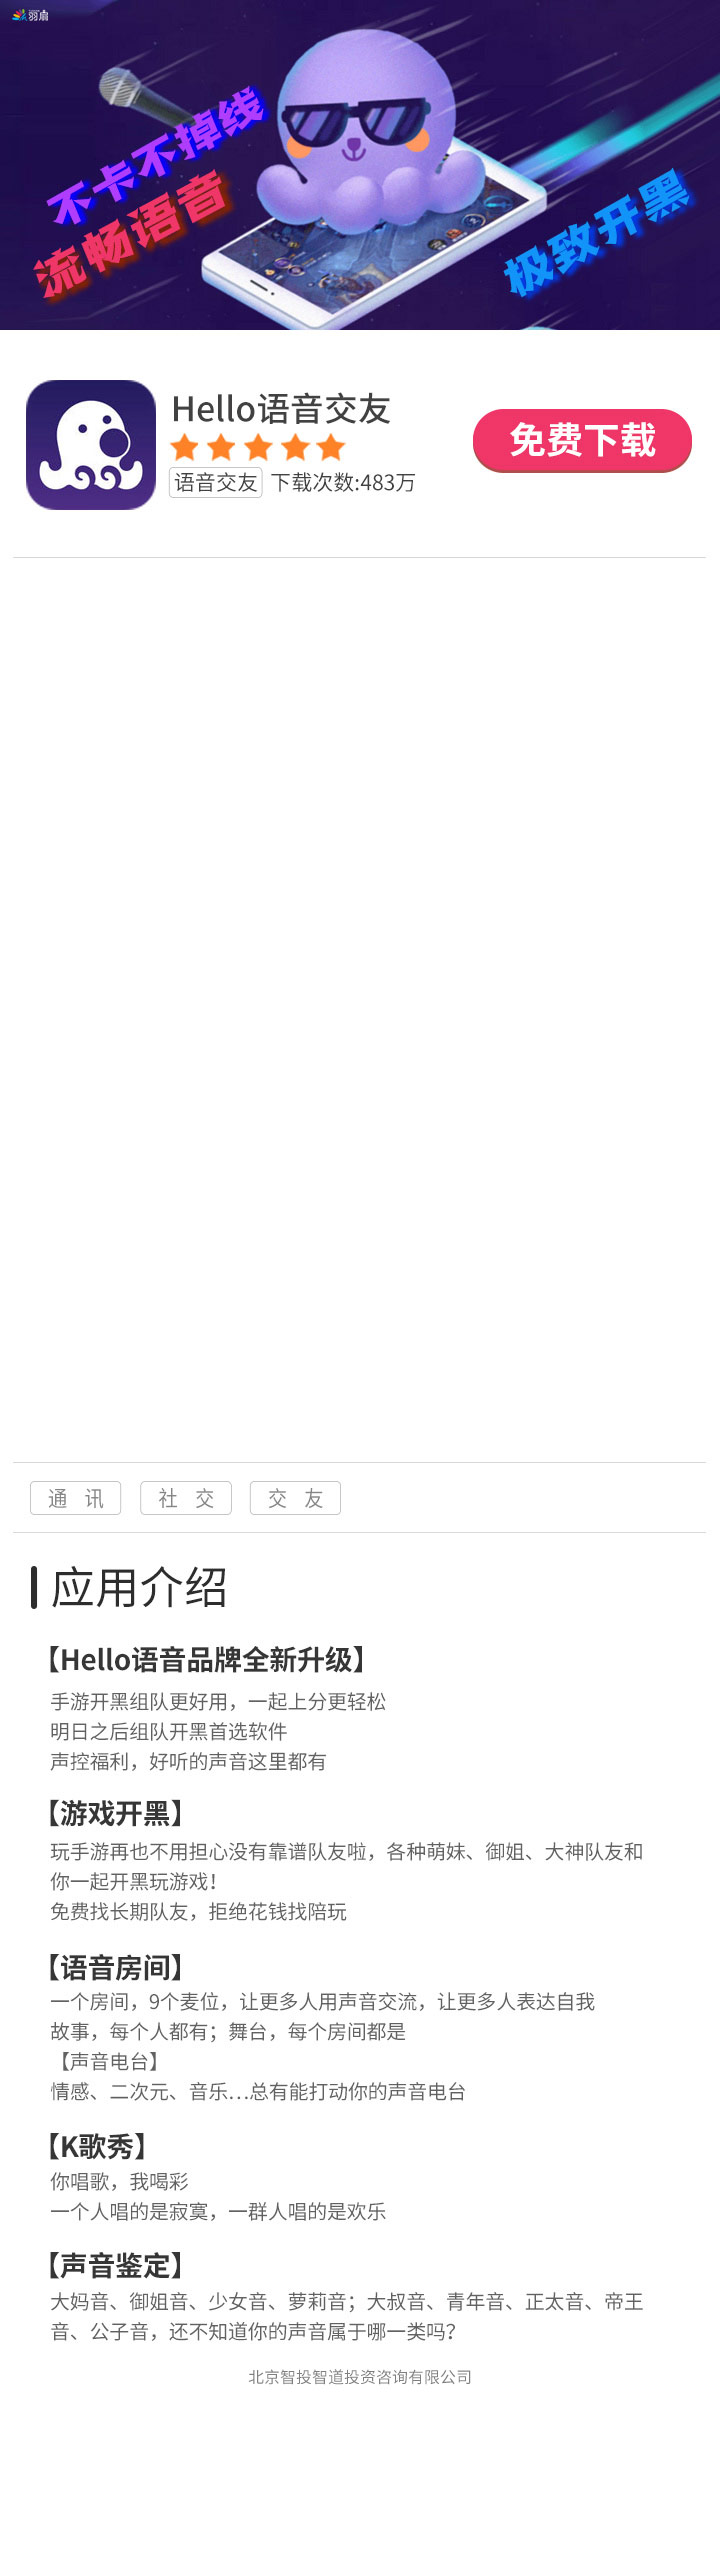 羽扇
不卡不掉线
流畅语音
极致开黑
Hello语音交友
免费下载
语音交友 下载次数:483万
通 讯 社 交 交 友
应用介绍
【Hello语音品牌全新升级】
手游开黑组队更好用，一起上分更轻松
明日之后组队开黑首选软件
声控福利，好听的声音这里都有
【游戏开黑】
玩手游再也不用担心没有靠谱队友啦，各种萌妹、御姐、大神队友和
你一起开黑玩游戏！
免费找长期队友，拒绝花钱找陪玩
【语音房间】
一个房间，9个麦位，让更多人用声音交流，让更多人表达自我
故事，每个人都有；舞台，每个房间都是
【声音电台】
情感、二次元、音乐…总有能打动你的声音电台
【K歌秀】
你唱歌，我喝彩
一个人唱的是寂寞，一群人唱的是欢乐
【声音鉴定】
大妈音、御姐音、少女音、萝莉音；大叔音、青年音、正太音、帝王
音、公子音，还不知道你的声音属于哪一类吗？
北京智投智道投资咨询有限公司